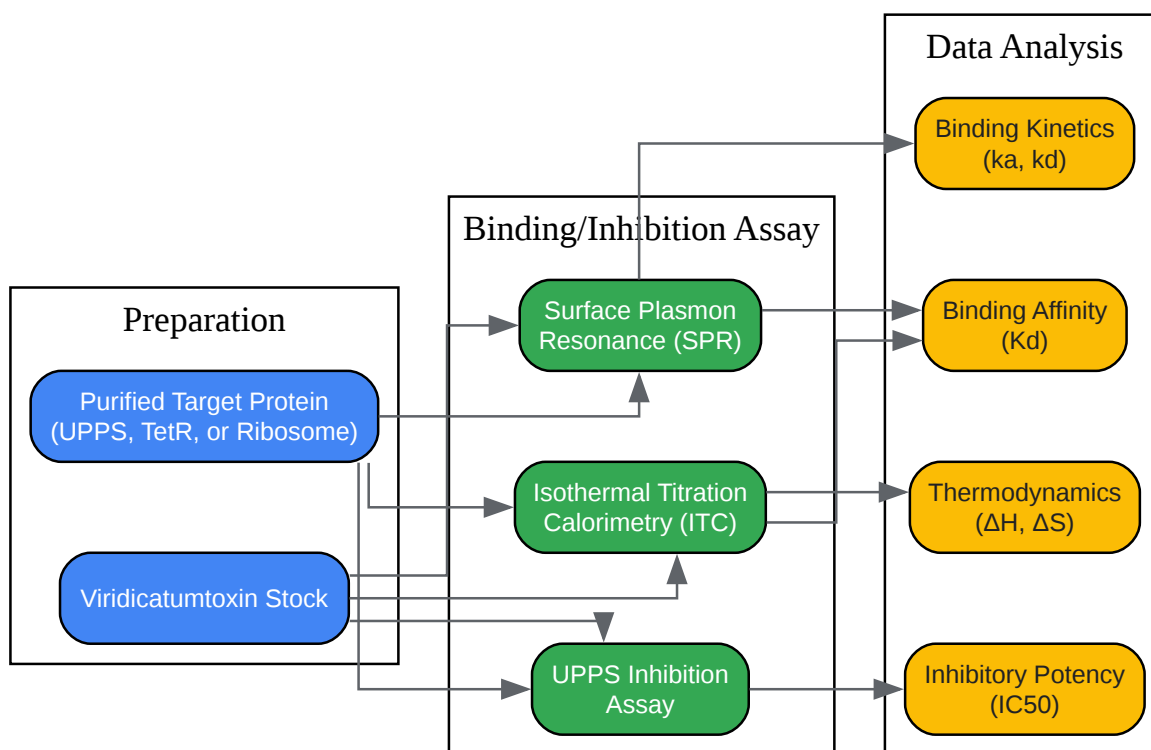 Preparation
Purified Target Protein
(UPPS, TetR, or Ribosome)
Viridicatumtoxin Stock
Binding/Inhibition Assay
Surface Plasmon
Resonance (SPR)
Isothermal Titration
Calorimetry (ITC)
UPPS Inhibition
Assay
Data Analysis
Binding Kinetics
(ka, kd)
Binding Affinity
(Kd)
Thermodynamics
(ΔH, ΔS)
Inhibitory Potency
(IC50)